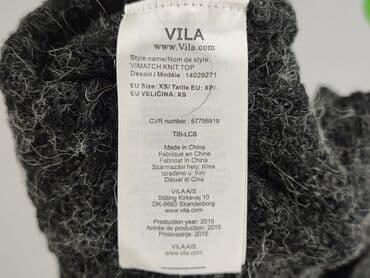 VILA
www.Vila.com
Style name/Nom de style:
VIMATCH KNIT TOP
Dessin / Modèle : 14029271
EU Size: XS/ Taille EU: XP/
EU VELIČINA: XS
CVR number : 67756819
TIS-LCB
Made in China
Fabriqué en Chine
Fabricat în China
Származási hely: Kína
Izrađeno u: Kini
Dibuat di Cina
VILA A/S
Stilling Kirkevej 10
DK-8660 Skanderborg
www.vila.com
Production year: 2015
Année de production: 2015
Proizvodnje: 2015
VILA A/S
www.vila.com